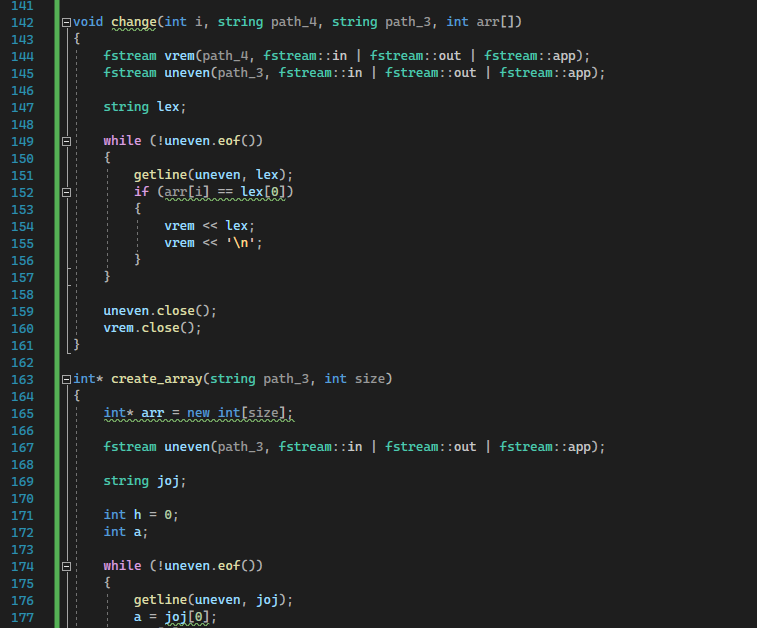 141
142 void change(int i, string path_4, string path_3, int arr[])
143 {
144 fstream vrem(path_4, fstream::in | fstream::out | fstream::app);
145 fstream uneven(path_3, fstream::in | fstream::out | fstream::app);
146
147 string lex;
148
149 while (!uneven.eof())
150 {
151 getline(uneven, lex);
152 if (arr[i] == lex[0])
153 {
154 vrem << lex;
155 vrem << '\n';
156 }
157 }
158
159 uneven.close();
160 vrem.close();
161 }
162
163 int* create_array(string path_3, int size)
164 {
165 int* arr = new int[size];
166
167 fstream uneven(path_3, fstream::in | fstream::out | fstream::app);
168
169 string joj;
170
171 int h = 0;
172 int a;
173
174 while (!uneven.eof())
175 {
176 getline(uneven, joj);
177 a = joj[0];